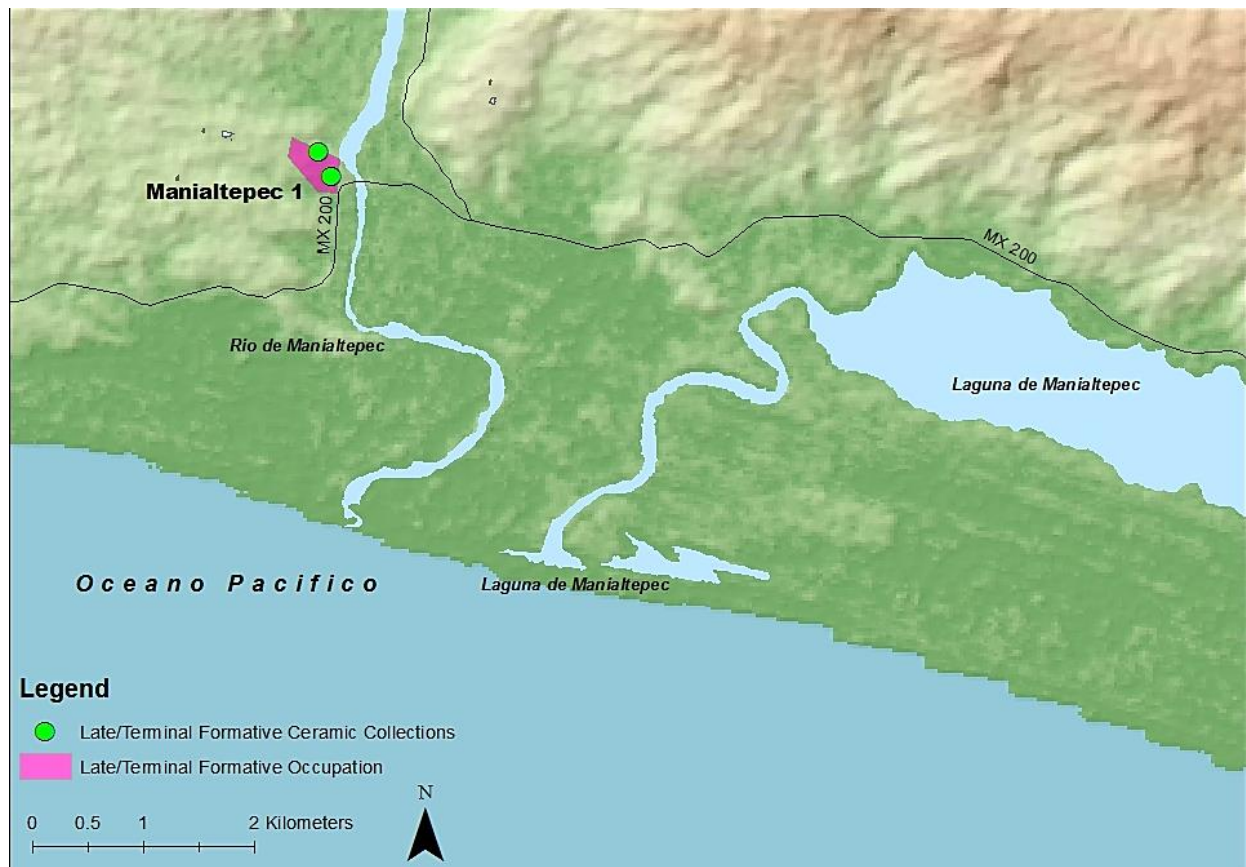 Manialtepec 1
MX 200
MX 200
Rio de Manialtepec
Laguna de Manialtepec
Oceano Pacifico
Laguna de Manialtepec
Legend
Late/Terminal Formative Ceramic Collections
Late/Terminal Formative Occupation
N
0 0.5 1 2 Kilometers